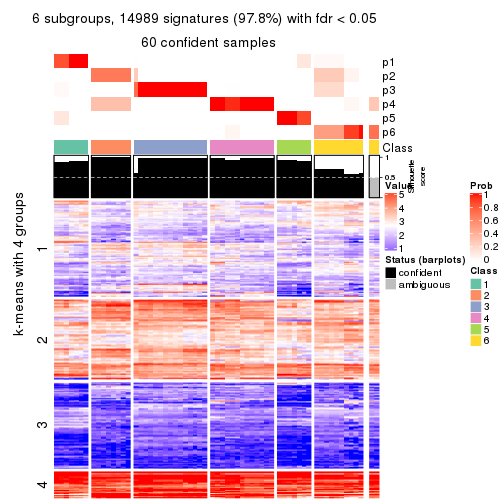 6 subgroups, 14989 signatures (97.8%) with fdr < 0.05
60 confident samples
p1
p2
p3
p4
p5
p6
Class
1
0.5
0
Silhouette
score
k-means with 4 groups
1
2
3
4
Value
5
4
3
2
1
Status (barplots)
confident
ambiguous
Prob
1
0.8
0.6
0.4
0.2
0
Class
1
2
3
4
5
6